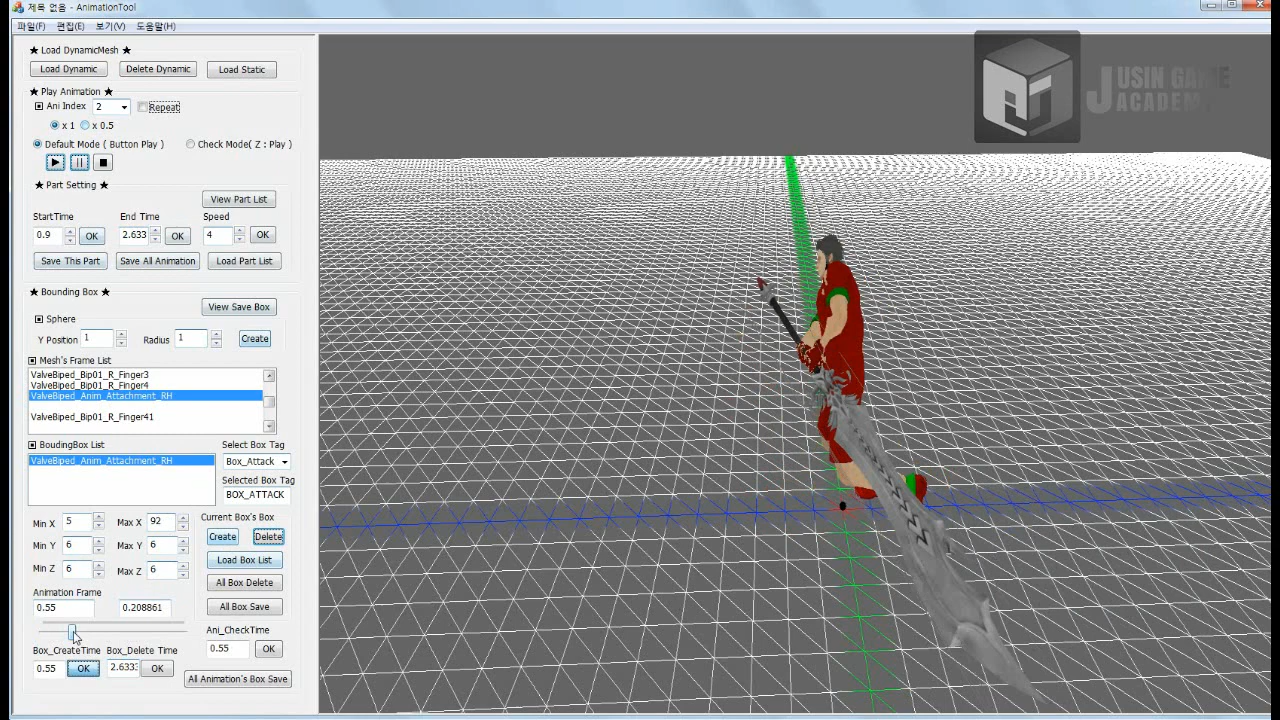 제목 없음 - AnimationTool
파일(F) 편집(E) 보기(V) 도움말(H)
★ Load DynamicMesh ★
Load Dynamic Delete Dynamic Load Static
★ Play Animation ★
Ani Index 2 Repeat
x 1 x 0.5
Default Mode ( Button Play ) Check Mode( Z : Play )
★ Part Setting ★
View Part List
StartTime End Time Speed
0.9 OK 2.633 OK 4 OK
Save This Part Save All Animation Load Part List
★ Bounding Box ★
View Save Box
Sphere
Y Position 1 Radius 1 Create
Mesh's Frame List
ValveBiped_Bip01_R_Finger3
ValveBiped_Bip01_R_Finger4
ValveBiped_Anim_Attachment_RH
ValveBiped_Bip01_R_Finger41
BoudingBox List Select Box Tag
ValveBiped_Anim_Attachment_RH Box_Attack
Selected Box Tag
BOX_ATTACK
Min X 5 Max X 92 Current Box's Box
Min Y 6 Max Y 6 Create Delete
Min Z 6 Max Z 6 Load Box List
Animation Frame All Box Delete
0.55 0.208861 All Box Save
Ani_CheckTime
0.55 OK
Box_CreateTime Box_Delete Time
0.55 OK 2.633 OK
All Animation's Box Save
JUSIN GAME
ACADEM